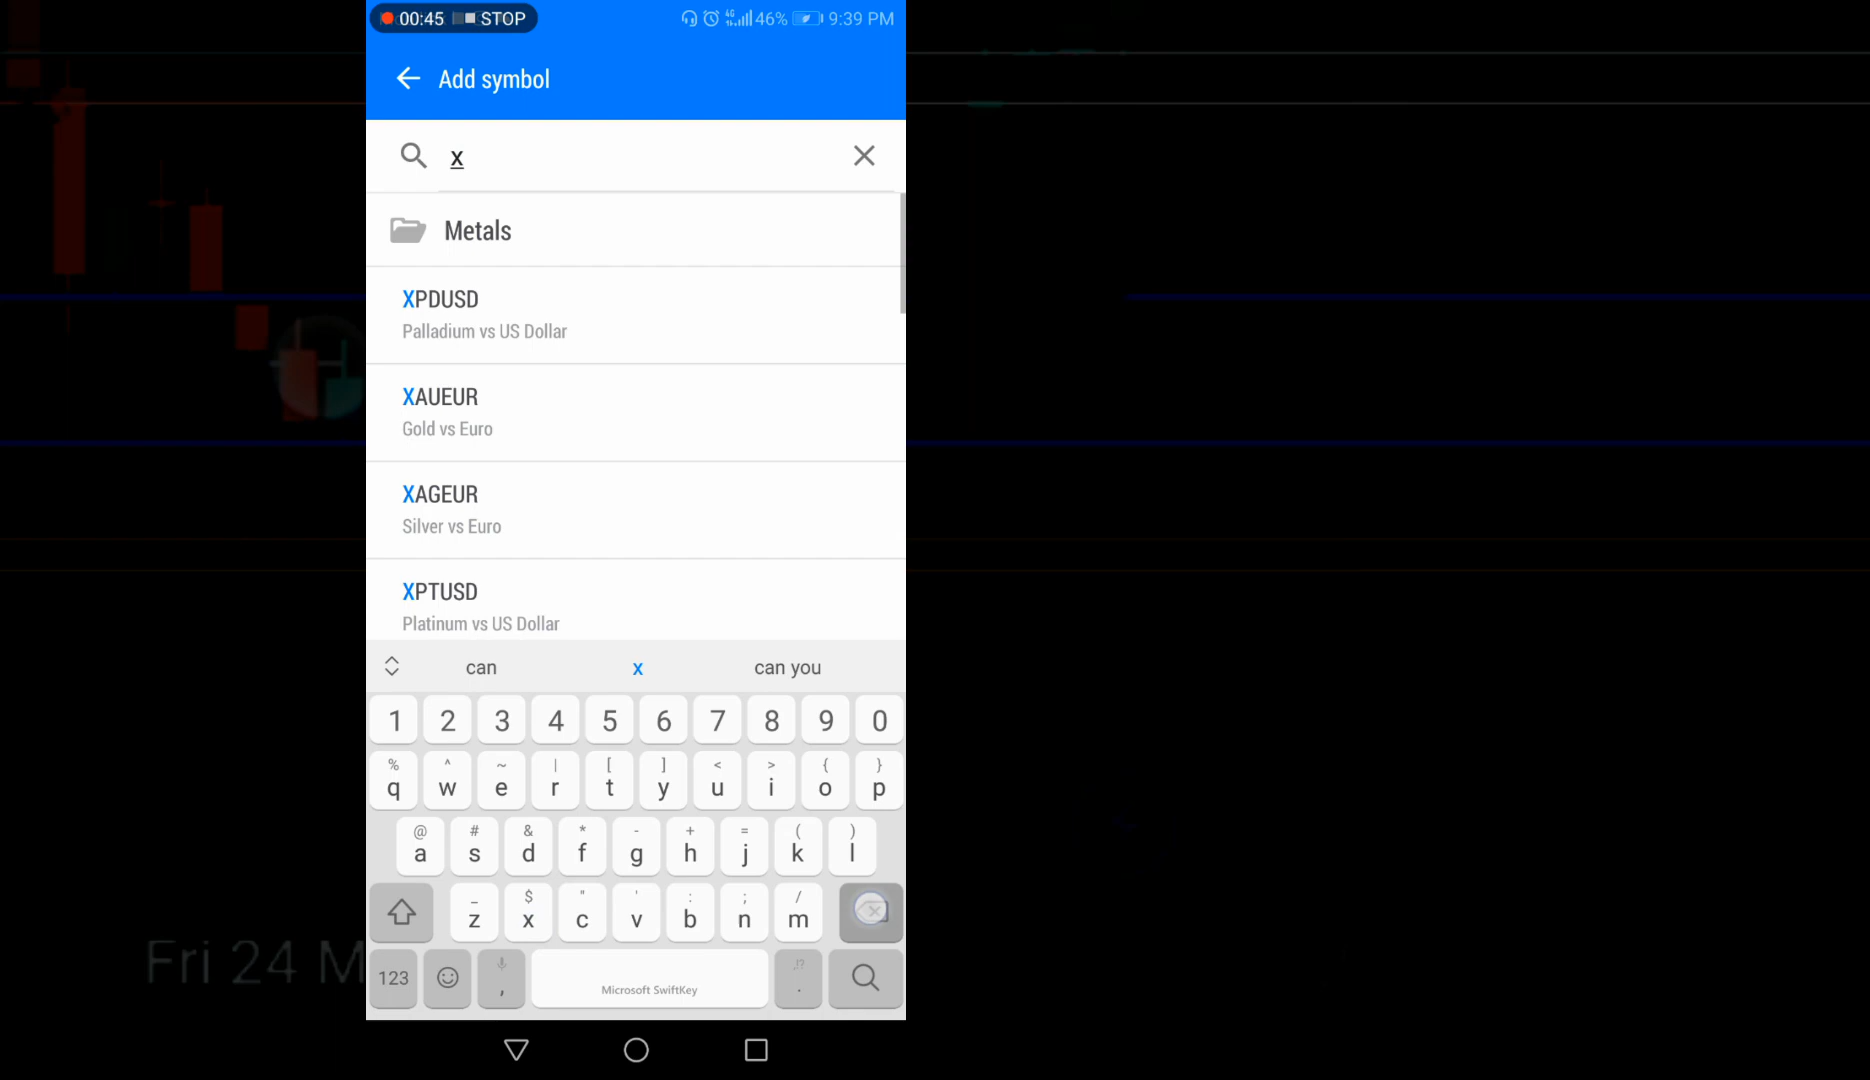 00:45 STOP
4G 46% 9:39 PM
Add symbol
x
Metals
XPDUSD
Palladium vs US Dollar
XAUEUR
Gold vs Euro
XAGEUR
Silver vs Euro
XPTUSD
Platinum vs US Dollar
can x can you
1 2 3 4 5 6 7 8 9 0
% ^ ~ | [ ] < > { }
q w e r t y u i o p
@ # & * - + = ( )
a s d f g h j k l
_ $ " ' : ; /
z x c v b n m
,!?
123 , .
Microsoft SwiftKey
Fri 24 M